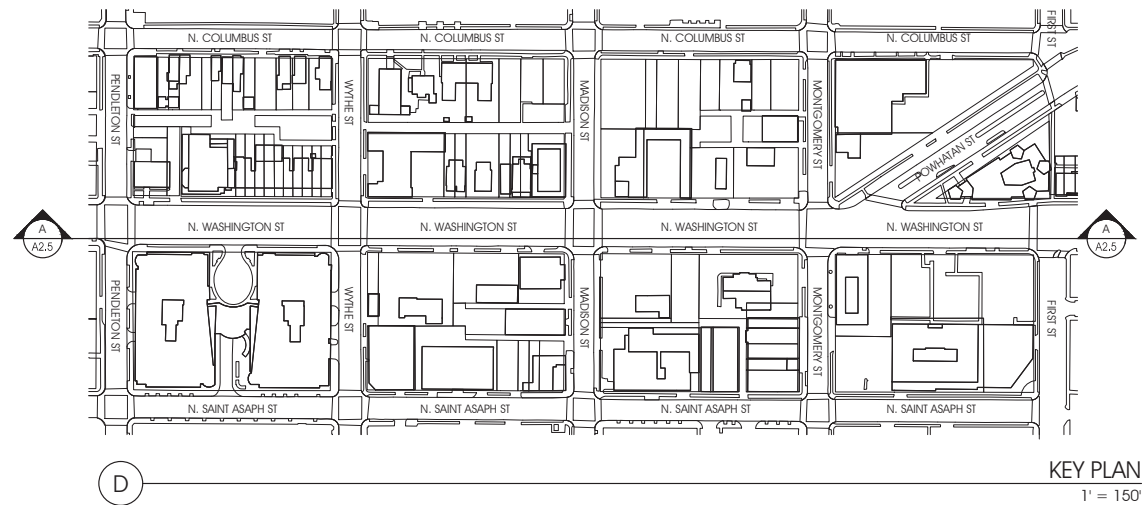 N. COLUMBUS ST N. COLUMBUS ST N. COLUMBUS ST N. COLUMBUS ST
FIRST ST
PENDLETON ST
WYTHE ST
MADISON ST
MONTGOMERY ST
POWHATAN ST
A
A2.5
N. WASHINGTON ST N. WASHINGTON ST N. WASHINGTON ST N. WASHINGTON ST
A
A2.5
PENDLETON ST
WYTHE ST
MADISON ST
MONTGOMERY ST
FIRST ST
N. SAINT ASAPH ST N. SAINT ASAPH ST N. SAINT ASAPH ST N. SAINT ASAPH ST
D
KEY PLAN
1' = 150'